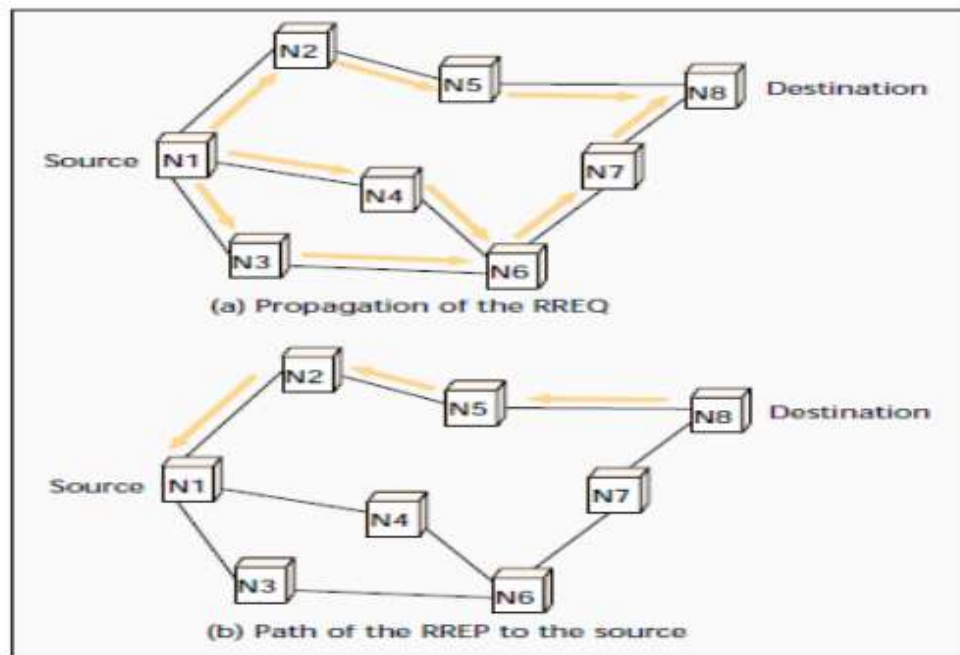 N2
N5
N8 Destination
Source N1
N7
N4
N3
N6
(a) Propagation of the RREQ
N2
N5
N8 Destination
Source N1
N7
N4
N3
N6
(b) Path of the RREP to the source